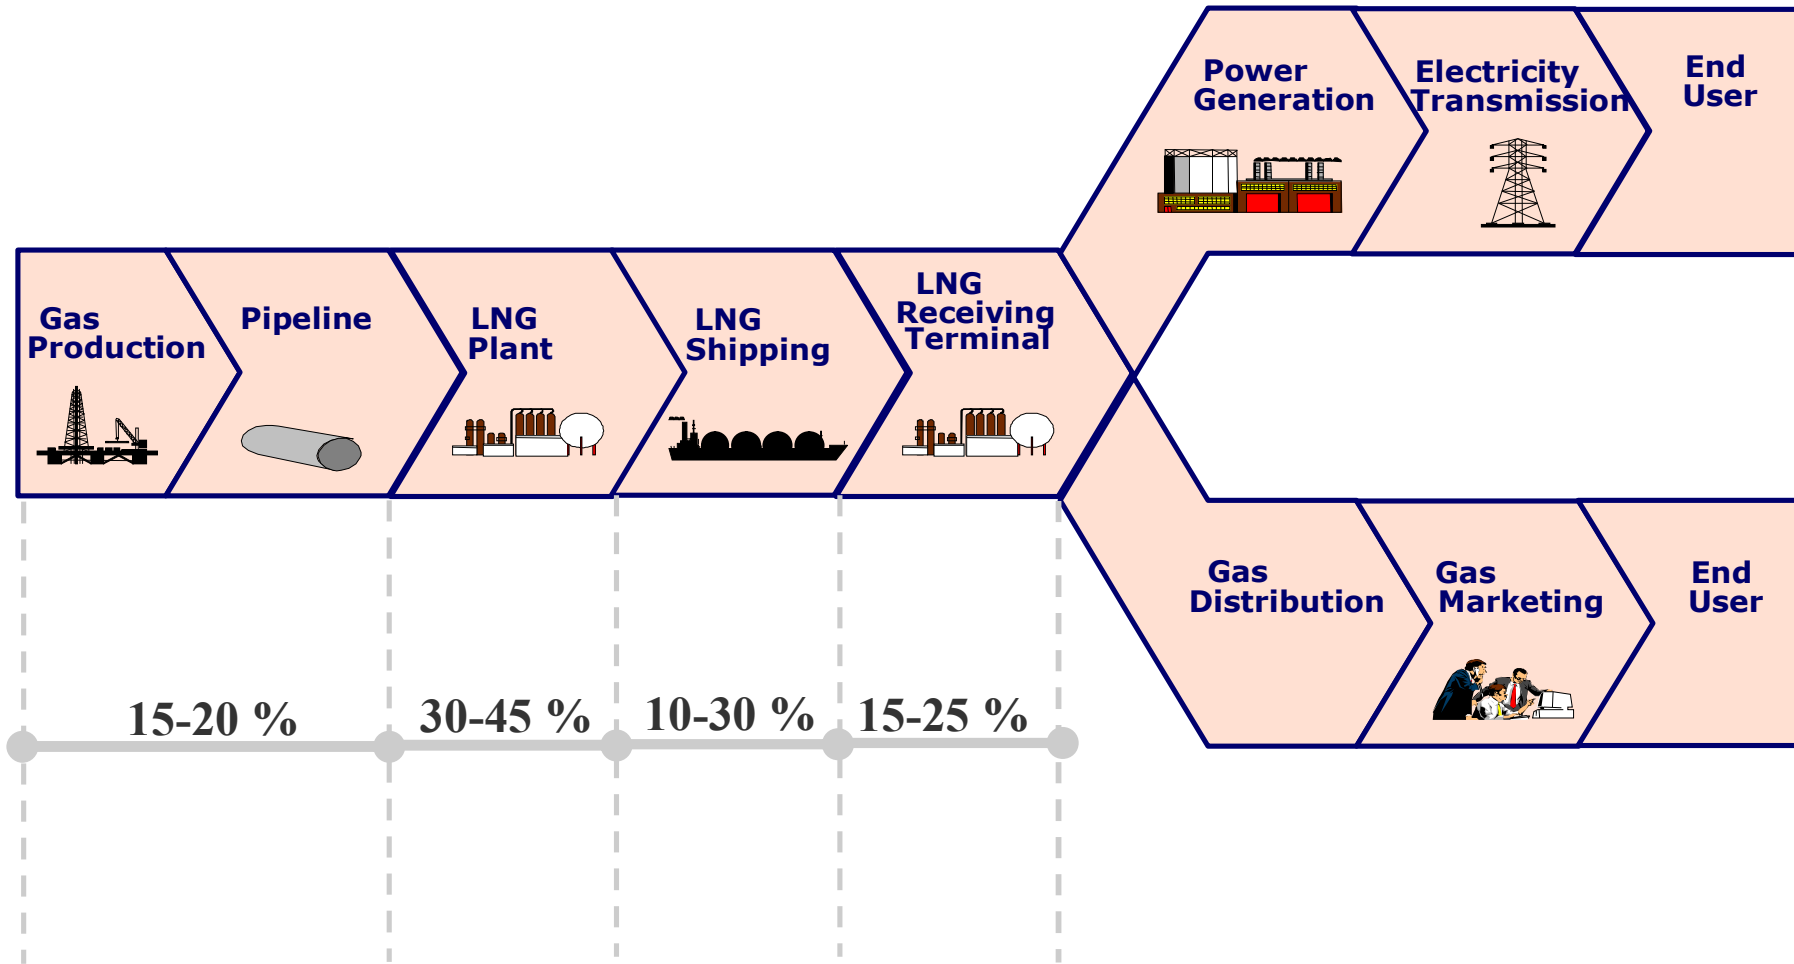 Power
Generation
Electricity
Transmission
End
User
Gas
Production
Pipeline
LNG
Plant
LNG
Shipping
LNG
Receiving
Terminal
Gas
Distribution
Gas
Marketing
End
User
15-20 %
30-45 %
10-30 %
15-25 %